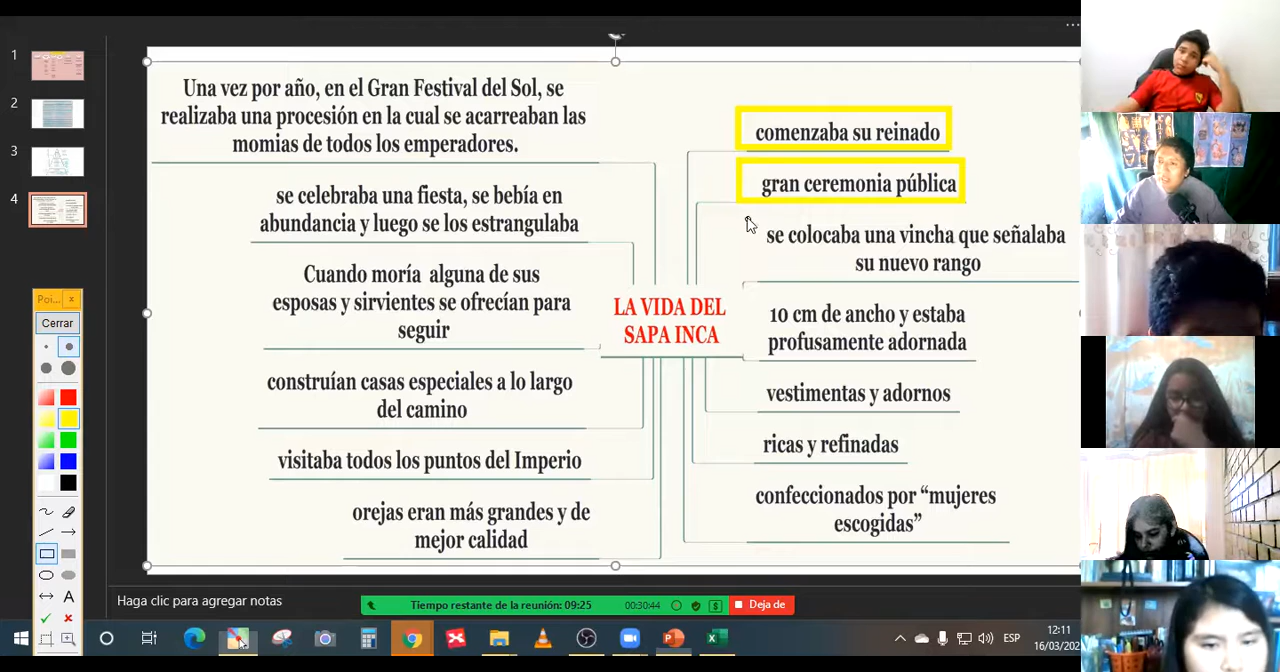 1
2
3
4
Una vez por año, en el Gran Festival del Sol, se
realizaba una procesión en la cual se acarreaban las
momias de todos los emperadores.
se celebraba una fiesta, se bebía en
abundancia y luego se los estrangulaba
Cuando moría alguna de sus
esposas y sirvientes se ofrecían para
seguir
construían casas especiales a lo largo
del camino
visitaba todos los puntos del Imperio
orejas eran más grandes y de
mejor calidad
LA VIDA DEL
SAPA INCA
comenzaba su reinado
gran ceremonia pública
se colocaba una vincha que señalaba
su nuevo rango
10 cm de ancho y estaba
profusamente adornada
vestimentas y adornos
ricas y refinadas
confeccionados por “mujeres
escogidas”
Poi...
Cerrar
A
Haga clic para agregar notas
Tiempo restante de la reunión: 09:25
00:30:44
Deja de
ESP
12:11
16/03/20